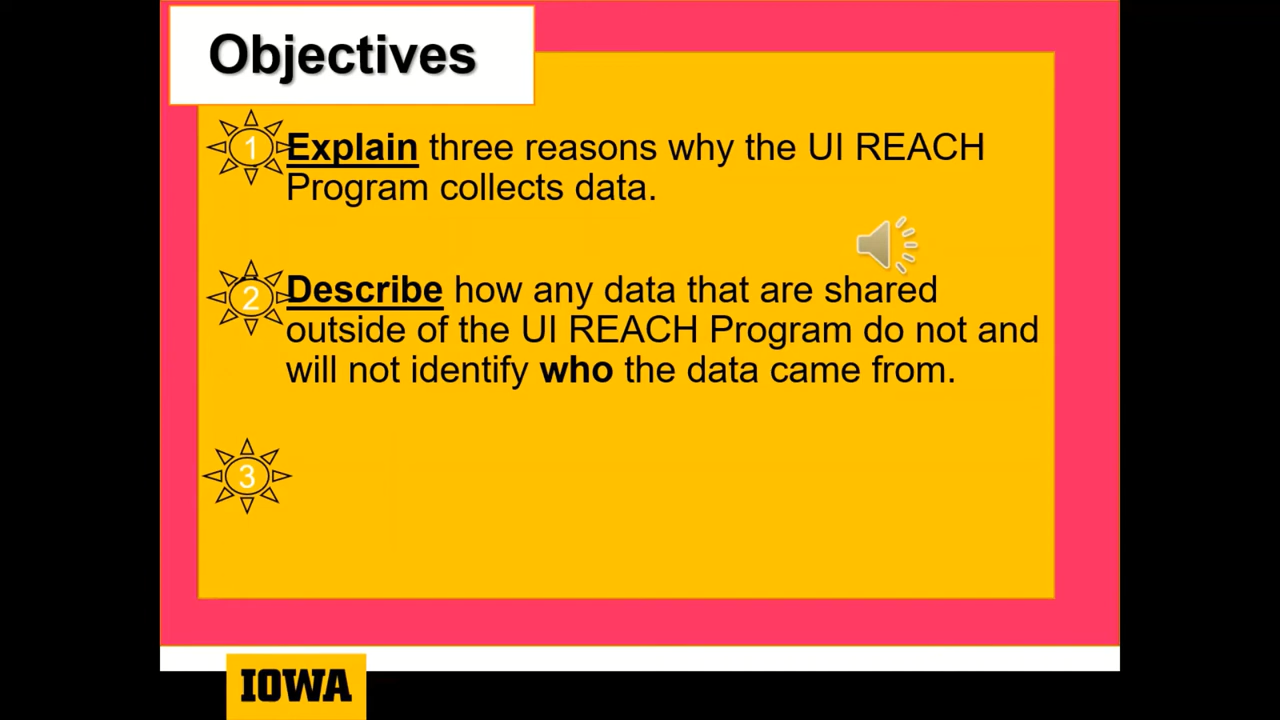 Objectives
1 Explain three reasons why the UI REACH
Program collects data.
2 Describe how any data that are shared
outside of the UI REACH Program do not and
will not identify who the data came from.
3
IOWA